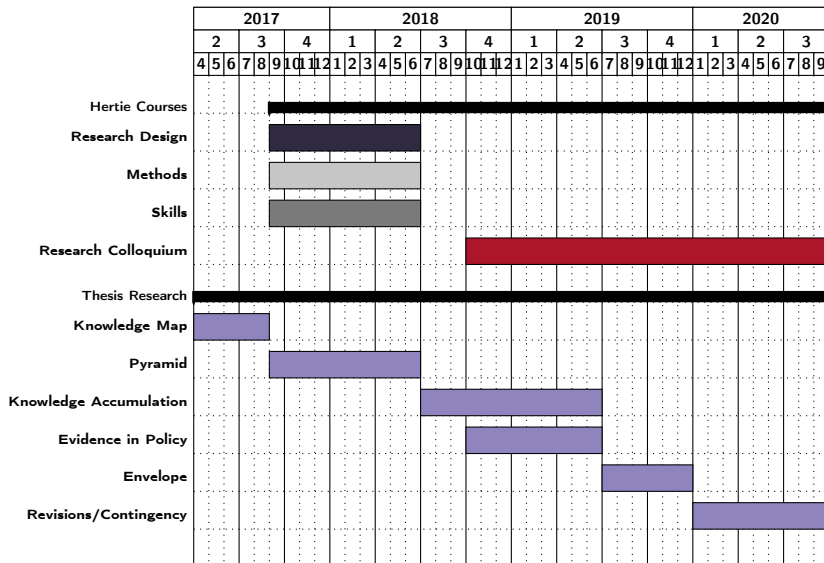 2017 2018 2019 2020
2 3 4 1 2 3 4 1 2 3 4 1 2 3
4 5 6 7 8 9 10 11 12 1 2 3 4 5 6 7 8 9 10 11 12 1 2 3 4 5 6 7 8 9 10 11 12 1 2 3 4 5 6 7 8 9
Hertie Courses
Research Design
Methods
Skills
Research Colloquium
Thesis Research
Knowledge Map
Pyramid
Knowledge Accumulation
Evidence in Policy
Envelope
Revisions/Contingency